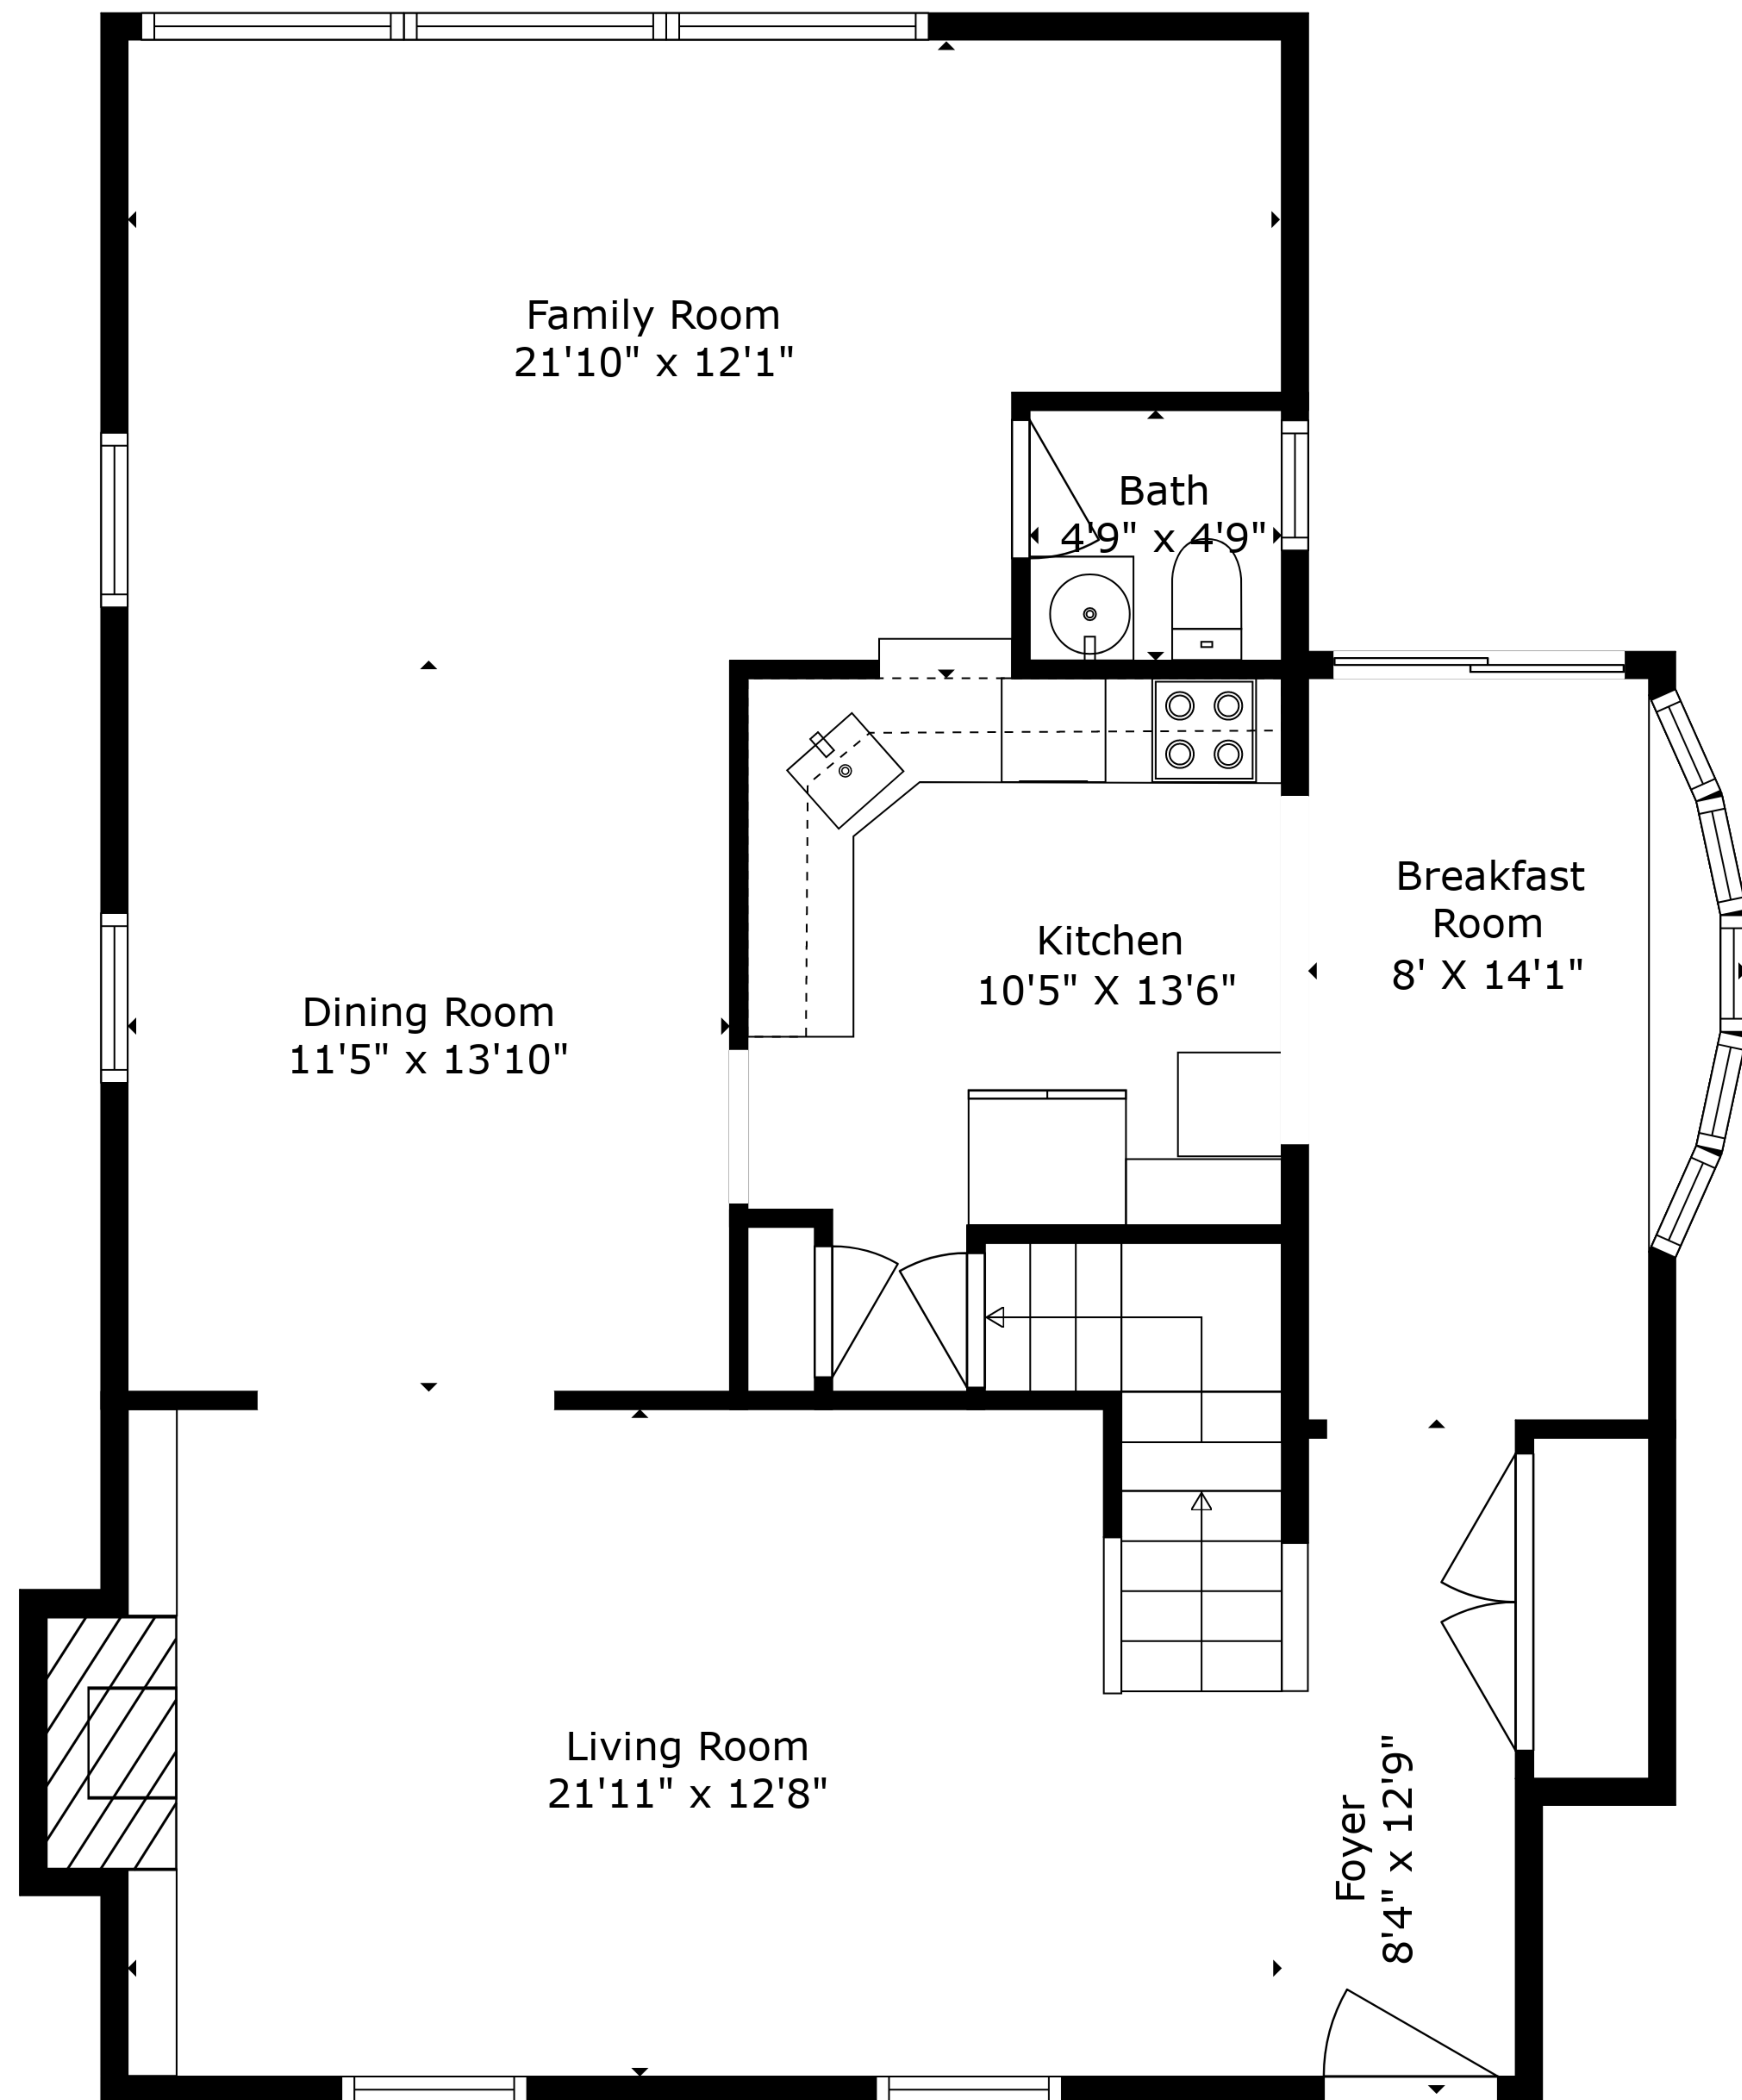 Family Room
21'10" x 12'1"
Bath
4'9" x 4'9"
Breakfast
Room
8' X 14'1"
Kitchen
10'5" X 13'6"
Dining Room
11'5" x 13'10"
Living Room
21'11" x 12'8"
Foyer
8'4" x 12'9"